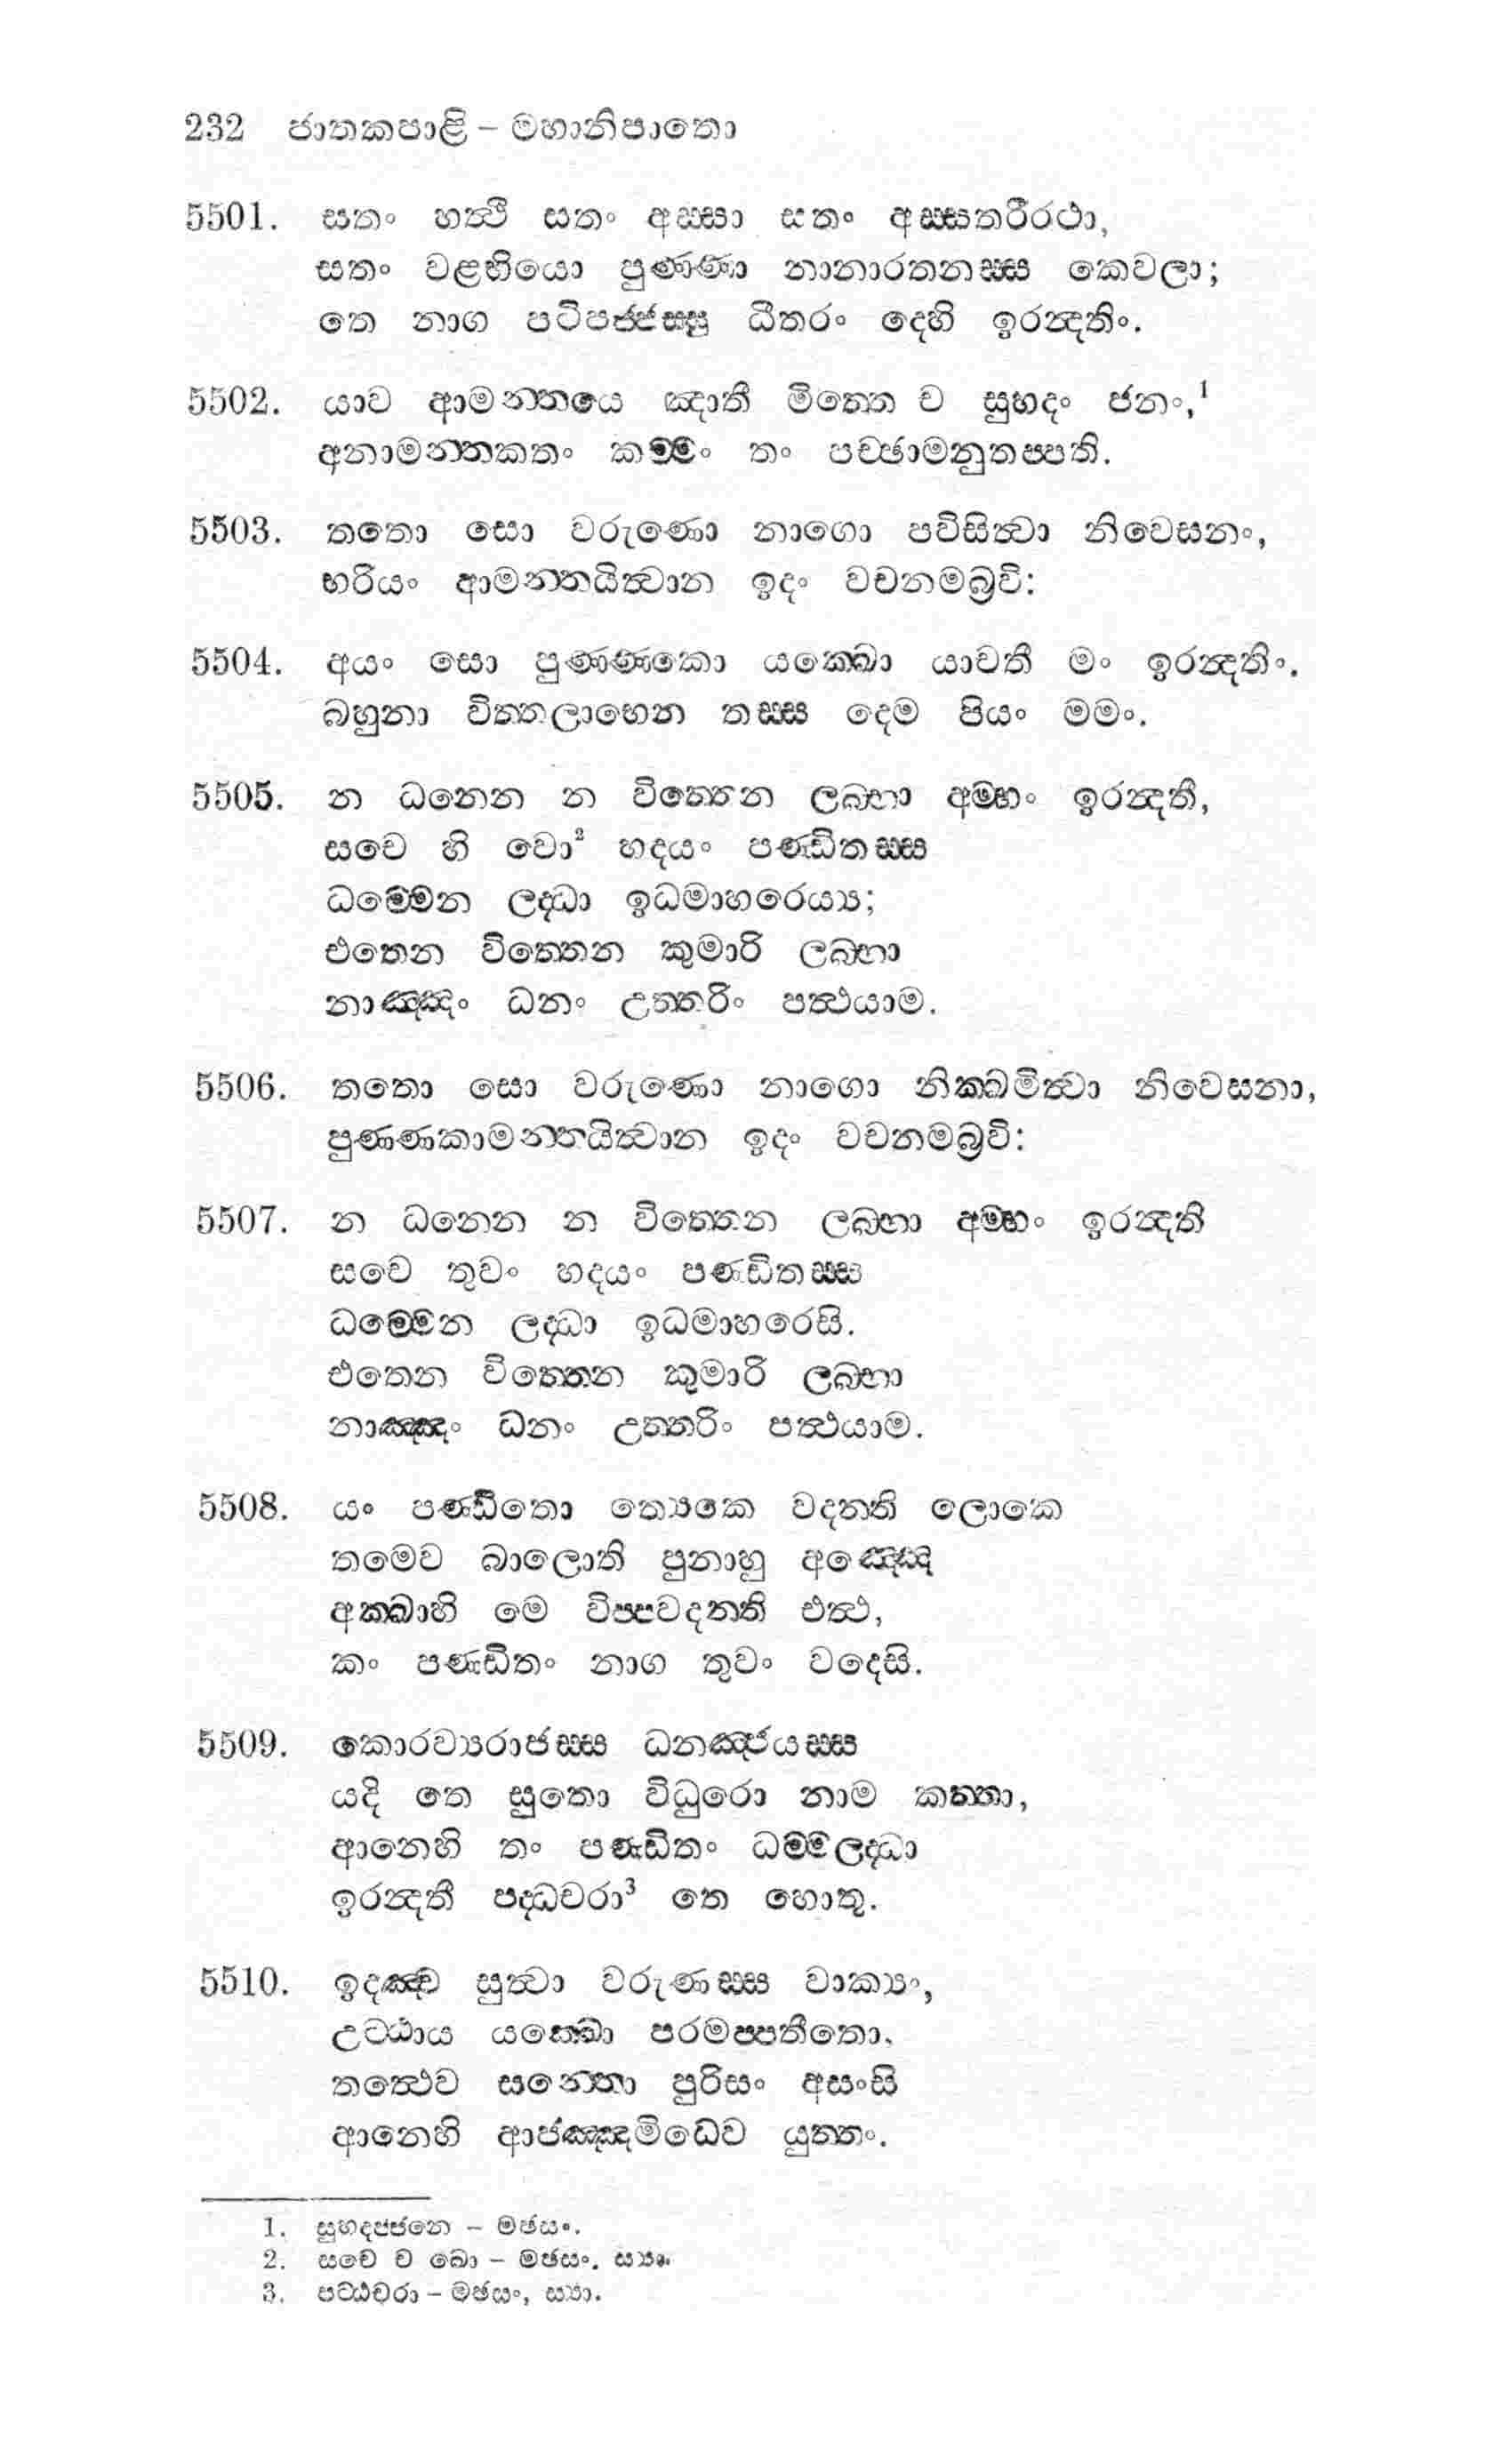 232 ජාතකපාළි – මහානිපාතො
5501. සතං හත්ථී සතං අස්සා සතං අස්සතරීරථා,
සතං වළභියො පුණ්ණා නානාරතනස්ස කෙවලා;
තෙ නාග පටිපජ්ජස්සු ධීතරං දෙහි ඉරන්දතිං.
5502. යාව ආමන්තයෙ ඤාතී මිත්තෙ ච සුහදං ජනං,¹
අනාමන්තකතං කම්මං තං පච්ඡාමනුතප්පති.
5503. තතො සො වරුණො නාගො පවිසිත්වා නිවෙසනං,
භරියං ආමන්තයිත්වාන ඉදං වචනමබ්‍රවි:
5504. අයං සො පුණ්ණකො යක්ඛො යාචතී මං ඉරන්දතිං.
බහුනා විත්තලාභෙන තස්ස දෙම පියං මමං.
5505. න ධනෙන න විත්තෙන ලබ්භා අම්හං ඉරන්දතී,
සචෙ හි වො² හදයං පණ්ඩිතස්ස
ධම්මෙන ලද්ධා ඉධමාහරෙය්‍ය;
එතෙන විත්තෙන කුමාරි ලබ්භා
නාඤ්ඤං ධනං උත්තරිං පත්ථයාම.
5506. තතො සො වරුණො නාගො නික්ඛමිත්වා නිවෙසනා,
පුණ්ණකාමන්තයිත්වාන ඉදං වචනමබ්‍රවි:
5507. න ධනෙන න විත්තෙන ලබ්භා අම්හං ඉරන්දති
සචෙ තුවං හදයං පණ්ඩිතස්ස
ධම්මෙන ලද්ධා ඉධමාහරෙසි.
එතෙන විත්තෙන කුමාරි ලබ්භා
නාඤ්ඤං ධනං උත්තරිං පත්ථයාම.
5508. යං පණ්ඩිතො ත්‍යෙකෙ වදන්ති ලොකෙ
තමෙව බාලොති පුනාහු අඤ්ඤෙ
අක්ඛාහි මෙ විප්පවදන්ති එත්ථ,
කං පණ්ඩිතං නාග තුවං වදෙසි.
5509. කොරව්‍යරාජස්ස ධනඤ්ජයස්ස
යදි තෙ සුතො විධුරො නාම කත්තා,
ආනෙහි තං පණ්ඩිතං ධම්මලද්ධා
ඉරන්දතී පද්ධචරා³ තෙ හොතු.
5510. ඉදඤ්ච සුත්වා වරුණස්ස වාක්‍යං,
උට්ඨාය යක්ඛො පරමප්පතීතො,
තත්ථෙව සන්තො පුරිසං අසංසි
ආනෙහි ආජඤ්ඤමිධෙව යුත්තං.
1. සුහදජ්ජනෙ – මඡසං.
2. සචෙ ච ඛො – මඡසං. ස්‍යා
3. පට්ඨචරා – මඡසං, ස්‍යා.